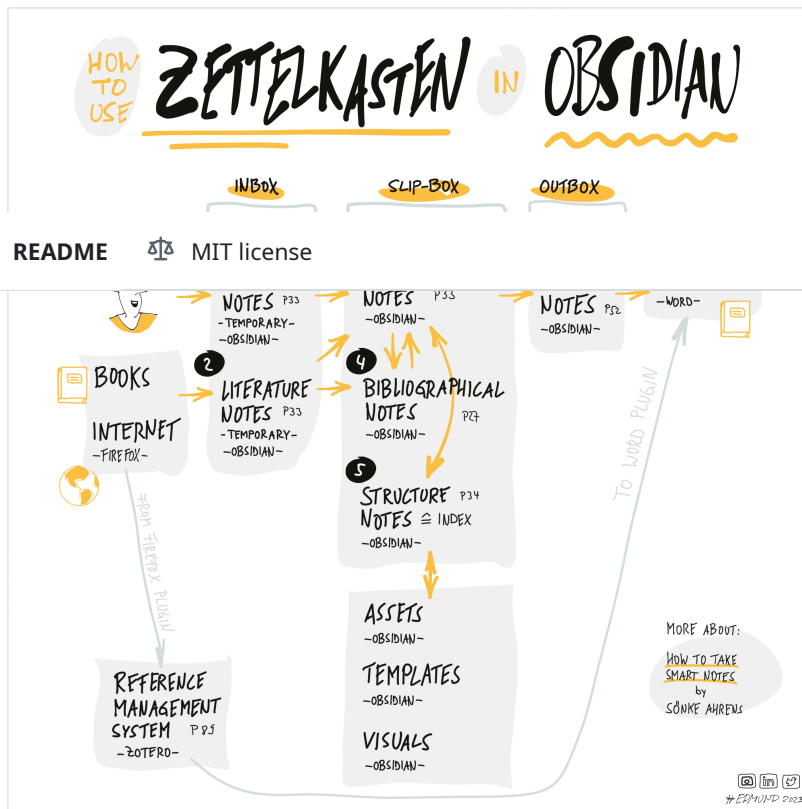 HOW
TO
USE
ZETTELKASTEN
IN
OBSIDIAN
INBOX
SLIP-BOX
OUTBOX
README
MIT license
NOTES P33
-TEMPORARY-
-OBSIDIAN-
NOTES P33
-OBSIDIAN-
NOTES P52
-OBSIDIAN-
-WORD-
BOOKS
INTERNET
-FIREFOX-
2
LITERATURE
NOTES P33
-TEMPORARY-
-OBSIDIAN-
4
BIBLIOGRAPHICAL
NOTES
-OBSIDIAN-
P27
5
STRUCTURE P34
NOTES ≙ INDEX
-OBSIDIAN-
TO WORD PLUGIN
FROM FIREFOX PLUGIN
ASSETS
-OBSIDIAN-
TEMPLATES
-OBSIDIAN-
VISUALS
-OBSIDIAN-
REFERENCE
MANAGEMENT
SYSTEM P85
-ZOTERO-
MORE ABOUT:
HOW TO TAKE
SMART NOTES
by
SÖNKE AHRENS
#EDMUND 2023